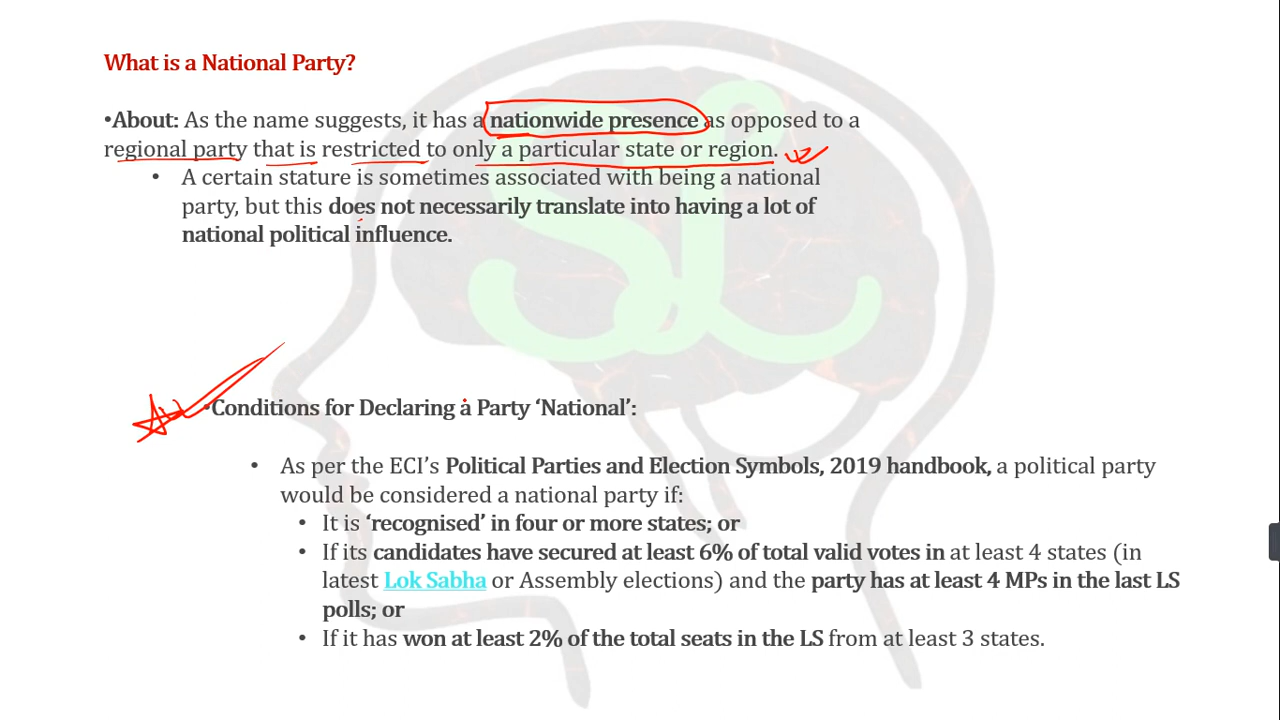 What is a National Party?
•About: As the name suggests, it has a nationwide presence as opposed to a
regional party that is restricted to only a particular state or region.
• A certain stature is sometimes associated with being a national
party, but this does not necessarily translate into having a lot of
national political influence.
•Conditions for Declaring a Party ‘National’:
• As per the ECI’s Political Parties and Election Symbols, 2019 handbook, a political party
would be considered a national party if:
• It is ‘recognised’ in four or more states; or
• If its candidates have secured at least 6% of total valid votes in at least 4 states (in
latest Lok Sabha or Assembly elections) and the party has at least 4 MPs in the last LS
polls; or
• If it has won at least 2% of the total seats in the LS from at least 3 states.
SL